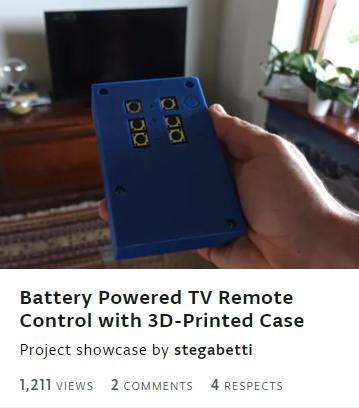 Battery Powered TV Remote
Control with 3D-Printed Case
Project showcase by stegabetti
1,211 VIEWS 2 COMMENTS 4 RESPECTS